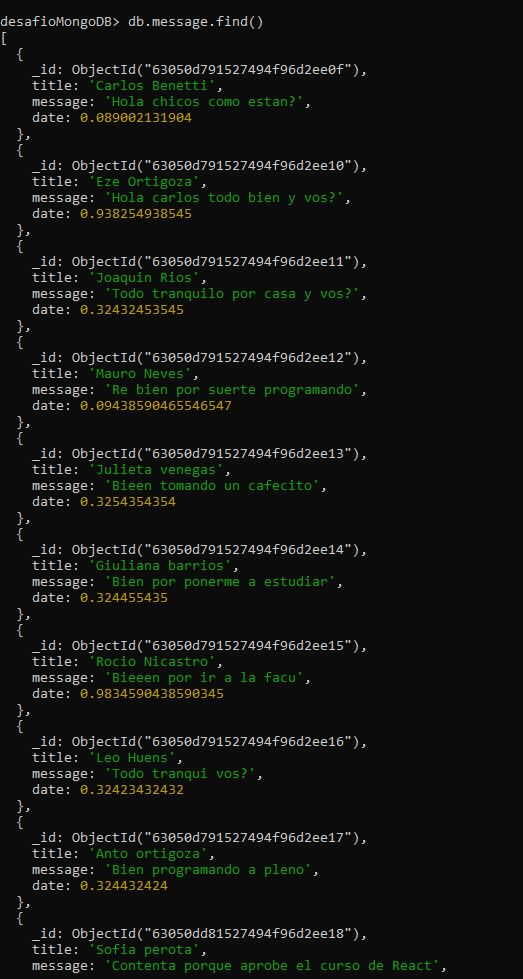 desafioMongoDB> db.message.find()
[
  {
    _id: ObjectId("63050d791527494f96d2ee0f"),
    title: 'Carlos Benetti',
    message: 'Hola chicos como estan?',
    date: 0.089002131904
  },
  {
    _id: ObjectId("63050d791527494f96d2ee10"),
    title: 'Eze Ortigoza',
    message: 'Hola carlos todo bien y vos?',
    date: 0.938254938545
  },
  {
    _id: ObjectId("63050d791527494f96d2ee11"),
    title: 'Joaquin Rios',
    message: 'Todo tranquilo por casa y vos?',
    date: 0.32432453545
  },
  {
    _id: ObjectId("63050d791527494f96d2ee12"),
    title: 'Mauro Neves',
    message: 'Re bien por suerte programando',
    date: 0.09438590465546547
  },
  {
    _id: ObjectId("63050d791527494f96d2ee13"),
    title: 'Julieta venegas',
    message: 'Bieen tomando un cafecito',
    date: 0.3254354354
  },
  {
    _id: ObjectId("63050d791527494f96d2ee14"),
    title: 'Giuliana barrios',
    message: 'Bien por ponerme a estudiar',
    date: 0.324455435
  },
  {
    _id: ObjectId("63050d791527494f96d2ee15"),
    title: 'Rocio Nicastro',
    message: 'Bieeen por ir a la facu',
    date: 0.9834590438590345
  },
  {
    _id: ObjectId("63050d791527494f96d2ee16"),
    title: 'Leo Huens',
    message: 'Todo tranqui vos?',
    date: 0.32423432432
  },
  {
    _id: ObjectId("63050d791527494f96d2ee17"),
    title: 'Anto ortigoza',
    message: 'Bien programando a pleno',
    date: 0.324432424
  },
  {
    _id: ObjectId("63050dd81527494f96d2ee18"),
    title: 'Sofia perota',
    message: 'Contenta porque aprobe el curso de React',